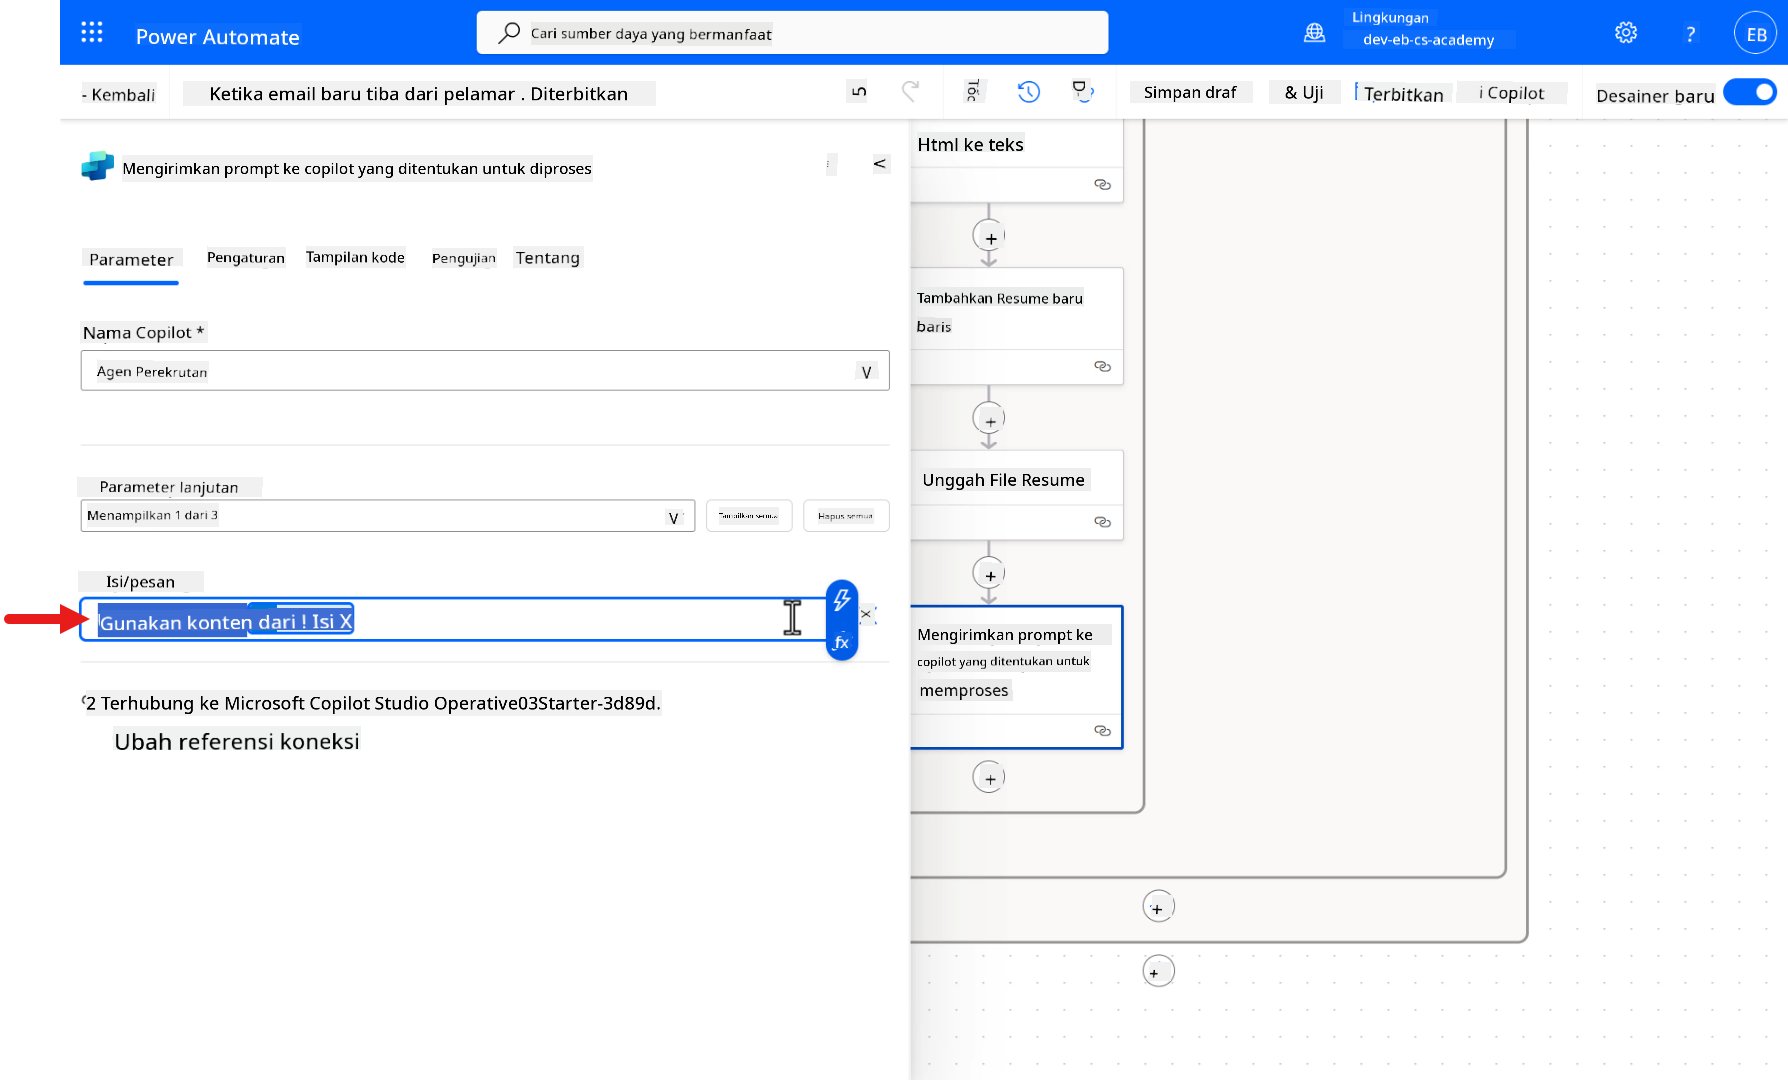 Power Automate
Cari sumber daya yang bermanfaat
Lingkungan
dev-eb-cs-academy
?
EB
- Kembali
Ketika email baru tiba dari pelamar . Diterbitkan
Simpan draf
& Uji
Terbitkan
i Copilot
Desainer baru
Mengirimkan prompt ke copilot yang ditentukan untuk diproses
<
Parameter
Pengaturan
Tampilan kode
Pengujian
Tentang
Nama Copilot *
Agen Perekrutan
V
Parameter lanjutan
Menampilkan 1 dari 3
V
Tampilkan semua
Hapus semua
Isi/pesan
Gunakan konten dari ! Isi X
fx
×
2 Terhubung ke Microsoft Copilot Studio Operative03Starter-3d89d.
Ubah referensi koneksi
Html ke teks
+
Tambahkan Resume baru
baris
+
Unggah File Resume
+
Mengirimkan prompt ke
copilot yang ditentukan untuk
memproses
+
+
+